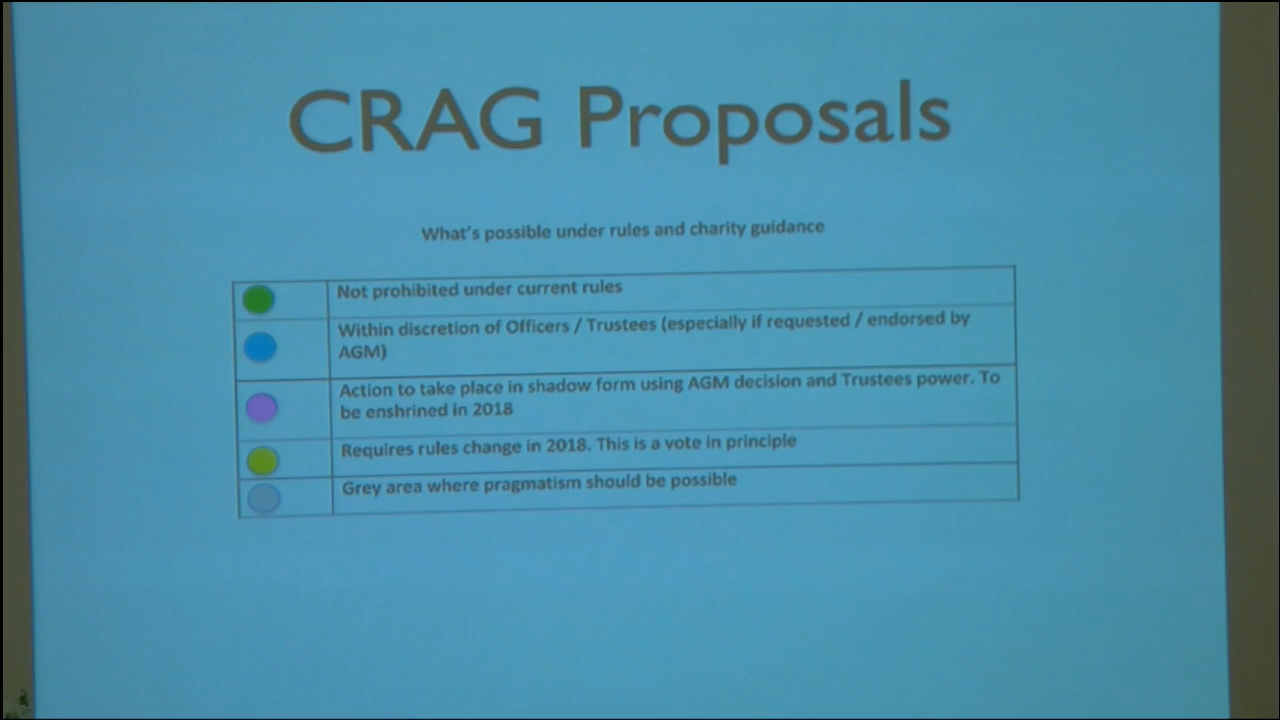 CRAG Proposals
What's possible under rules and charity guidance
Not prohibited under current rules
Within discretion of Officers / Trustees (especially if requested / endorsed by
AGM)
Action to take place in shadow form using AGM decision and Trustees power. To
be enshrined in 2018
Requires rules change in 2018. This is a vote in principle
Grey area where pragmatism should be possible